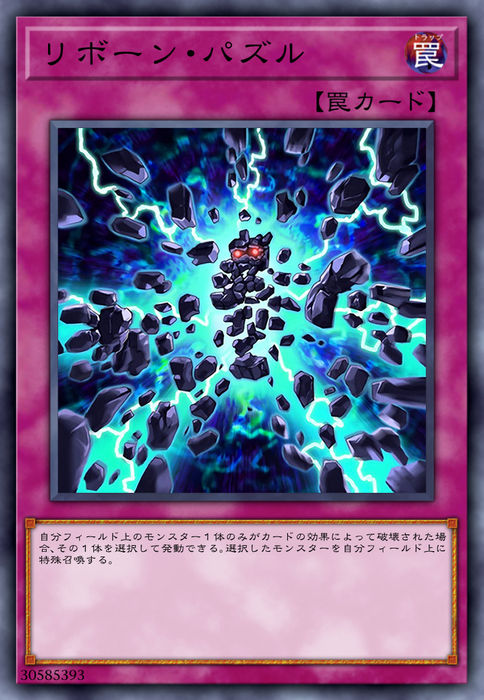 リボーン・パズル
トラップ
罠
【罠カード】
自分フィールド上のモンスター１体のみがカードの効果によって破壊された場
合、その１体を選択して発動できる。選択したモンスターを自分フィールド上に
特殊召喚する。
30585393